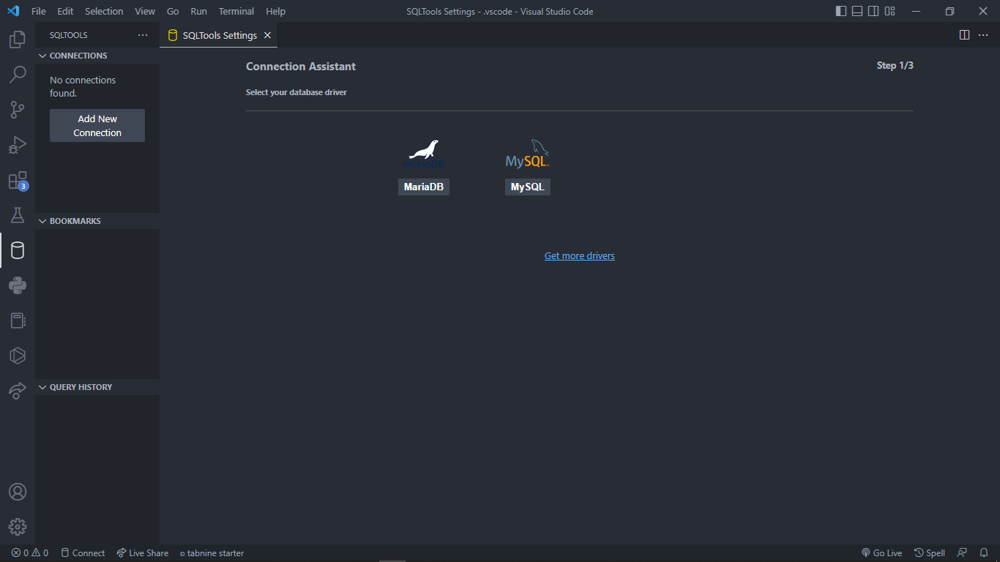 File Edit Selection View Go Run Terminal Help
SQLTools Settings - .vscode - Visual Studio Code
SQLTOOLS
SQLTools Settings
CONNECTIONS
No connections
found.
Add New
Connection
3
BOOKMARKS
QUERY HISTORY
Connection Assistant
Step 1/3
Select your database driver
MariaDB
MySQL
MariaDB
MySQL
Get more drivers
0 0 Connect Live Share tabnine starter
Go Live Spell